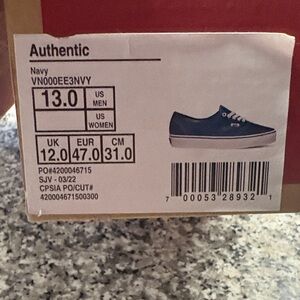 Authentic
Navy
VN000EE3NVY
13.0 US MEN
US WOMEN
UK EUR CM
12.0 47.0 31.0
PO#4200046715
SJV - 03/22
CPSIA PO/CUT#
420004671500300
7 00053 28932 1